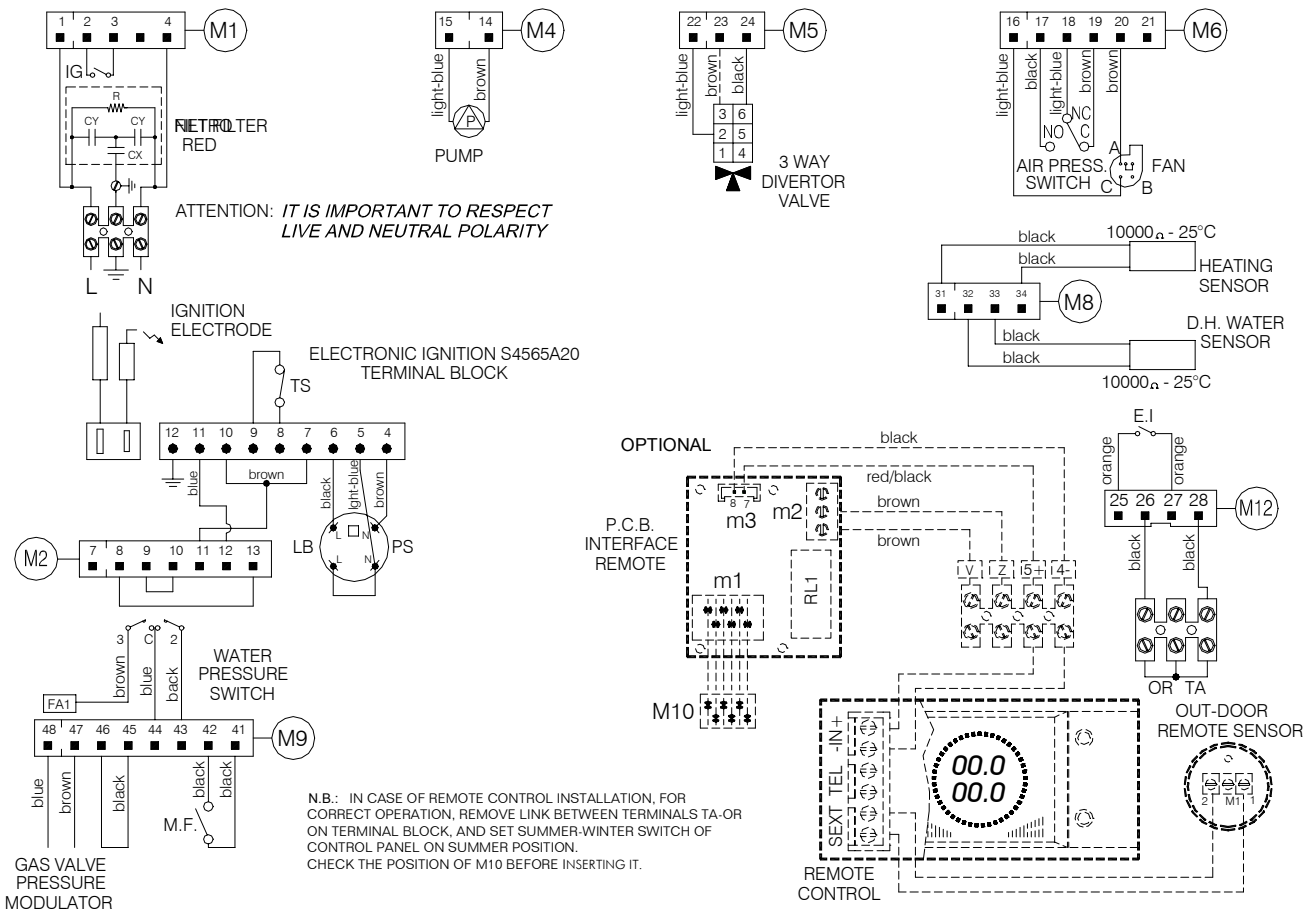 1 2 3 4
M1
IG
R
CY CY
CX
RED
ATTENTION: IT IS IMPORTANT TO RESPECT
LIVE AND NEUTRAL POLARITY
L N
15 14
M4
light-blue
brown
P
PUMP
22 23 24
M5
light-blue
brown
black
3 6
2 5
1 4
3 WAY
DIVERTOR
VALVE
16 17 18 19 20 21
M6
light-blue
black
light-blue
brown
brown
NC
NO C
A
AIR PRESS.
SWITCH
C B
FAN
10000Ω - 25°C
black
black
HEATING
SENSOR
31 32 33 34
M8
D.H. WATER
SENSOR
black
black
10000Ω - 25°C
IGNITION
ELECTRODE
ELECTRONIC IGNITION S4565A20
TERMINAL BLOCK
TS
12 11 10 9 8 7 6 5 4
blue
brown
black
lght-blue
brown
LB
L N
L N
PS
M2
7 8 9 10 11 12 13
3 C 2
brown
blue
back
WATER
PRESSURE
SWITCH
FA1
48 47 46 45 44 43 42 41
M9
blue
brown
black
black
black
M.F.
GAS VALVE
PRESSURE
MODULATOR
N.B.: IN CASE OF REMOTE CONTROL INSTALLATION, FOR
CORRECT OPERATION, REMOVE LINK BETWEEN TERMINALS TA-OR
ON TERMINAL BLOCK, AND SET SUMMER-WINTER SWITCH OF
CONTROL PANEL ON SUMMER POSITION.
CHECK THE POSITION OF M10 BEFORE INSERTING IT.
OPTIONAL
black
red/black
brown
brown
8 7
m3
m2
P.C.B.
INTERFACE
REMOTE
m1
RL1
M10
V Z 5+ 4-
E.I
orange
orange
25 26 27 28
M12
black
black
OR TA
OUT-DOOR
REMOTE SENSOR
2 M1 1
-IN+
TEL
SEXT
00.0
00.0
REMOTE
CONTROL